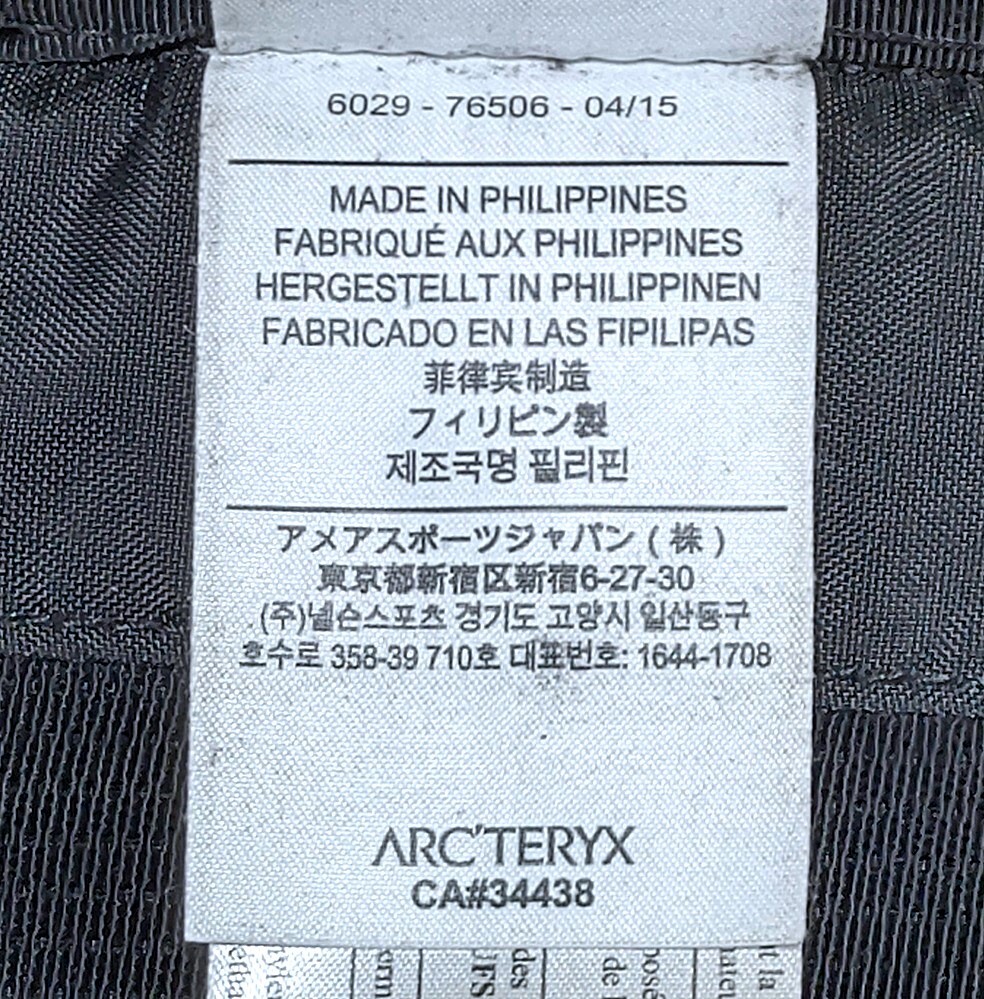 6029 - 76506 - 04/15
MADE IN PHILIPPINES
FABRIQUÉ AUX PHILIPPINES
HERGESTELLT IN PHILIPPINEN
FABRICADO EN LAS FIPILIPAS
菲律宾制造
フィリピン製
제조국명 필리핀
アメアスポーツジャパン ( 株 )
東京都新宿区新宿6-27-30
(주)넬슨스포츠 경기도 고양시 일산동구
호수로 358-39 710호 대표번호: 1644-1708
ARC'TERYX
CA#34438
des
de